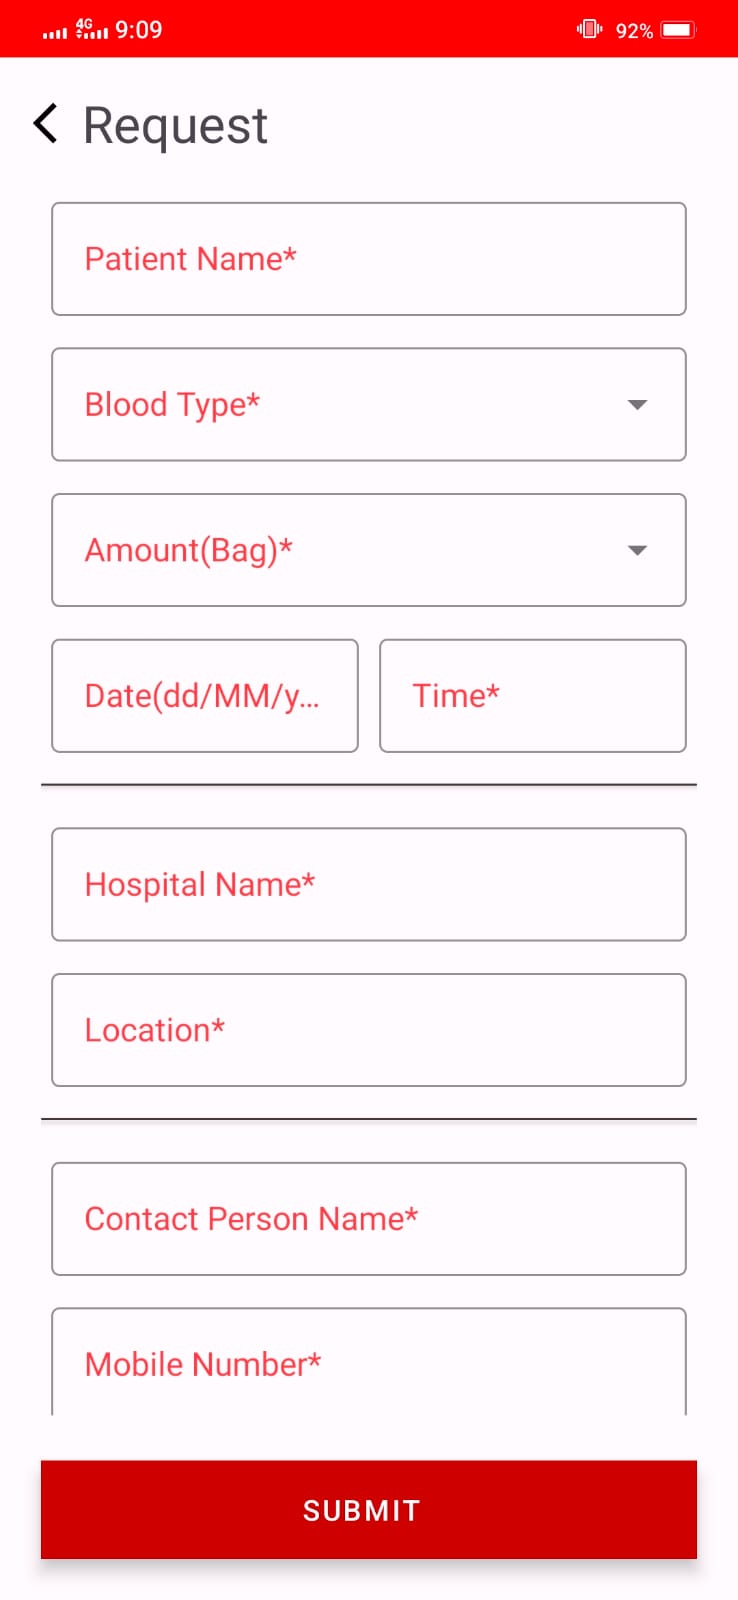 4G 9:09 92%
Request
Patient Name*
Blood Type*
Amount(Bag)*
Date(dd/MM/y... Time*
Hospital Name*
Location*
Contact Person Name*
Mobile Number*
SUBMIT